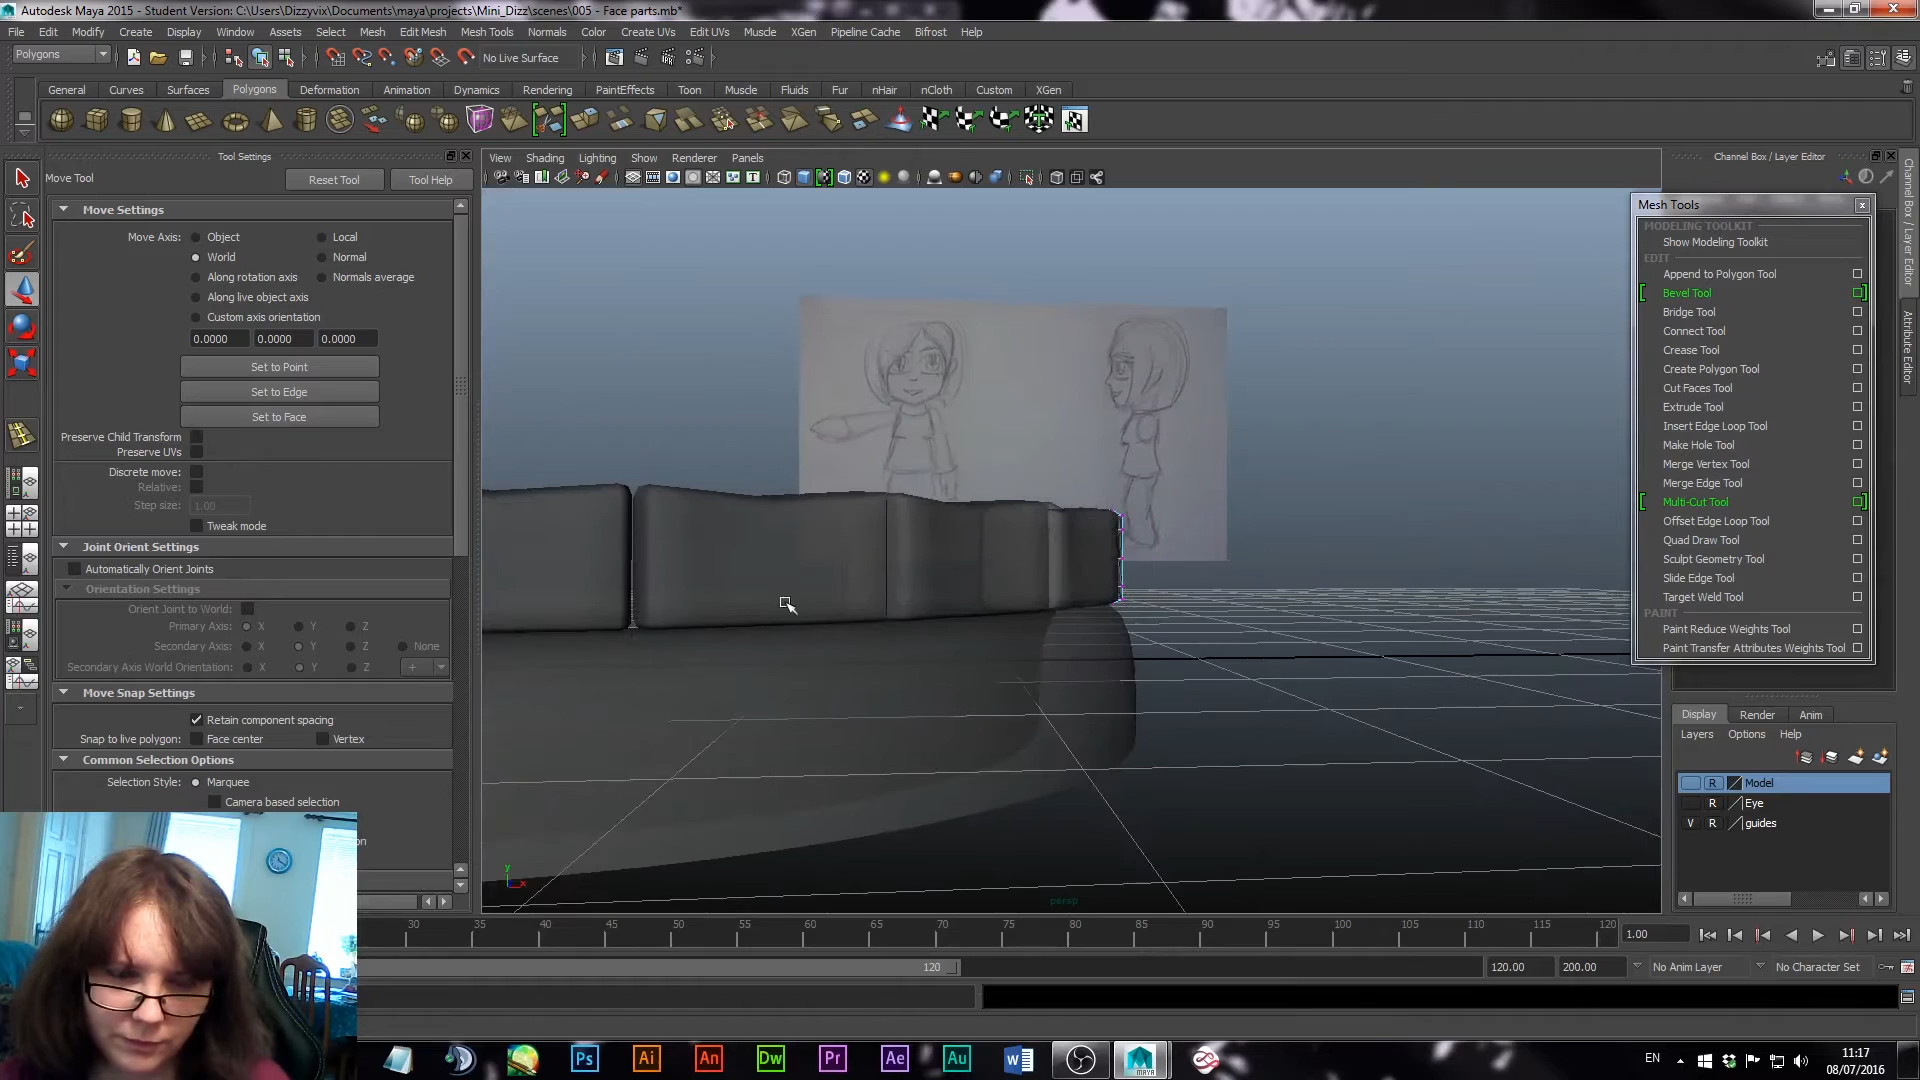 Autodesk Maya 2015 - Student Version: C:\Users\Dizzyvix\Documents\maya\projects\Mini_Dizz\scenes\005 - Face parts.mb*
File Edit Modify Create Display Window Assets Select Mesh Edit Mesh Mesh Tools Normals Color Create UVs Edit UVs Muscle XGen Pipeline Cache Bifrost Help
Polygons No Live Surface
General Curves Surfaces Polygons Deformation Animation Dynamics Rendering PaintEffects Toon Muscle Fluids Fur nHair nCloth Custom XGen
Tool Settings
Move Tool Reset Tool Tool Help
Move Settings
Move Axis: Object Local
World Normal
Along rotation axis Normals average
Along live object axis
Custom axis orientation
0.0000 0.0000 0.0000
Set to Point
Set to Edge
Set to Face
Preserve Child Transform
Preserve UVs
Discrete move:
Relative:
Step size: 1.00
Tweak mode
Joint Orient Settings
Automatically Orient Joints
Orientation Settings
Orient Joint to World:
Primary Axis: X Y Z
Secondary Axis: X Y Z None
Secondary Axis World Orientation: X Y Z +
Move Snap Settings
Retain component spacing
Snap to live polygon: Face center Vertex
Common Selection Options
Selection Style: Marquee
Camera based selection
View Shading Lighting Show Renderer Panels
persp
y
x
Channel Box / Layer Editor
Channel Box / Layer Editor
Attribute Editor
Mesh Tools
MODELING TOOLKIT
Show Modeling Toolkit
EDIT
Append to Polygon Tool
Bevel Tool
Bridge Tool
Connect Tool
Crease Tool
Create Polygon Tool
Cut Faces Tool
Extrude Tool
Insert Edge Loop Tool
Make Hole Tool
Merge Vertex Tool
Merge Edge Tool
Multi-Cut Tool
Offset Edge Loop Tool
Quad Draw Tool
Sculpt Geometry Tool
Slide Edge Tool
Target Weld Tool
PAINT
Paint Reduce Weights Tool
Paint Transfer Attributes Weights Tool
Display Render Anim
Layers Options Help
R Model
R Eye
V R guides
30 35 40 45 50 55 60 65 70 75 80 85 90 95 100 105 110 115 120
1.00
120 120.00 200.00 No Anim Layer No Character Set
Ps Ai An Dw Pr Ae Au W MAYA
EN 11:17
08/07/2016